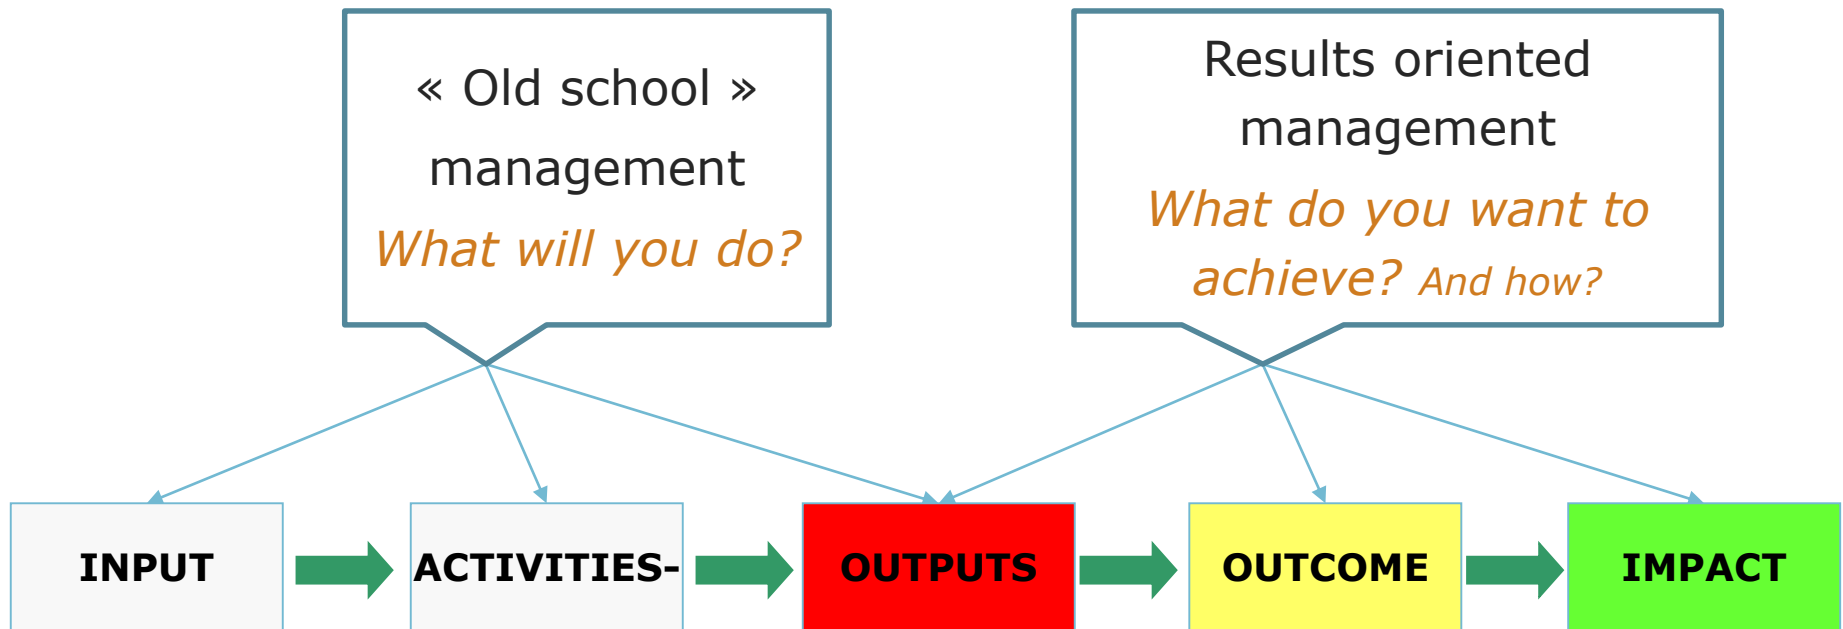 « Old school »
management
What will you do?
Results oriented
management
What do you want to
achieve? And how?
INPUT
ACTIVITIES-
OUTPUTS
OUTCOME
IMPACT